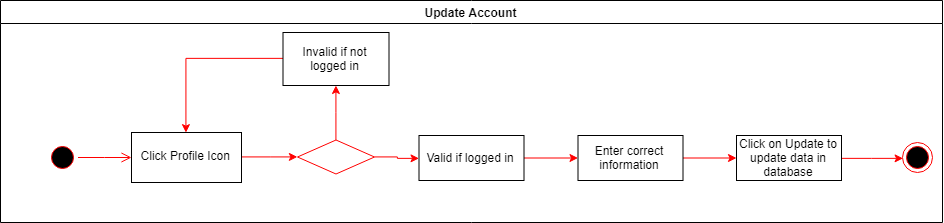 Update Account
Invalid if not
logged in
Click Profile Icon
Valid if logged in
Enter correct
information
Click on Update to
update data in
database